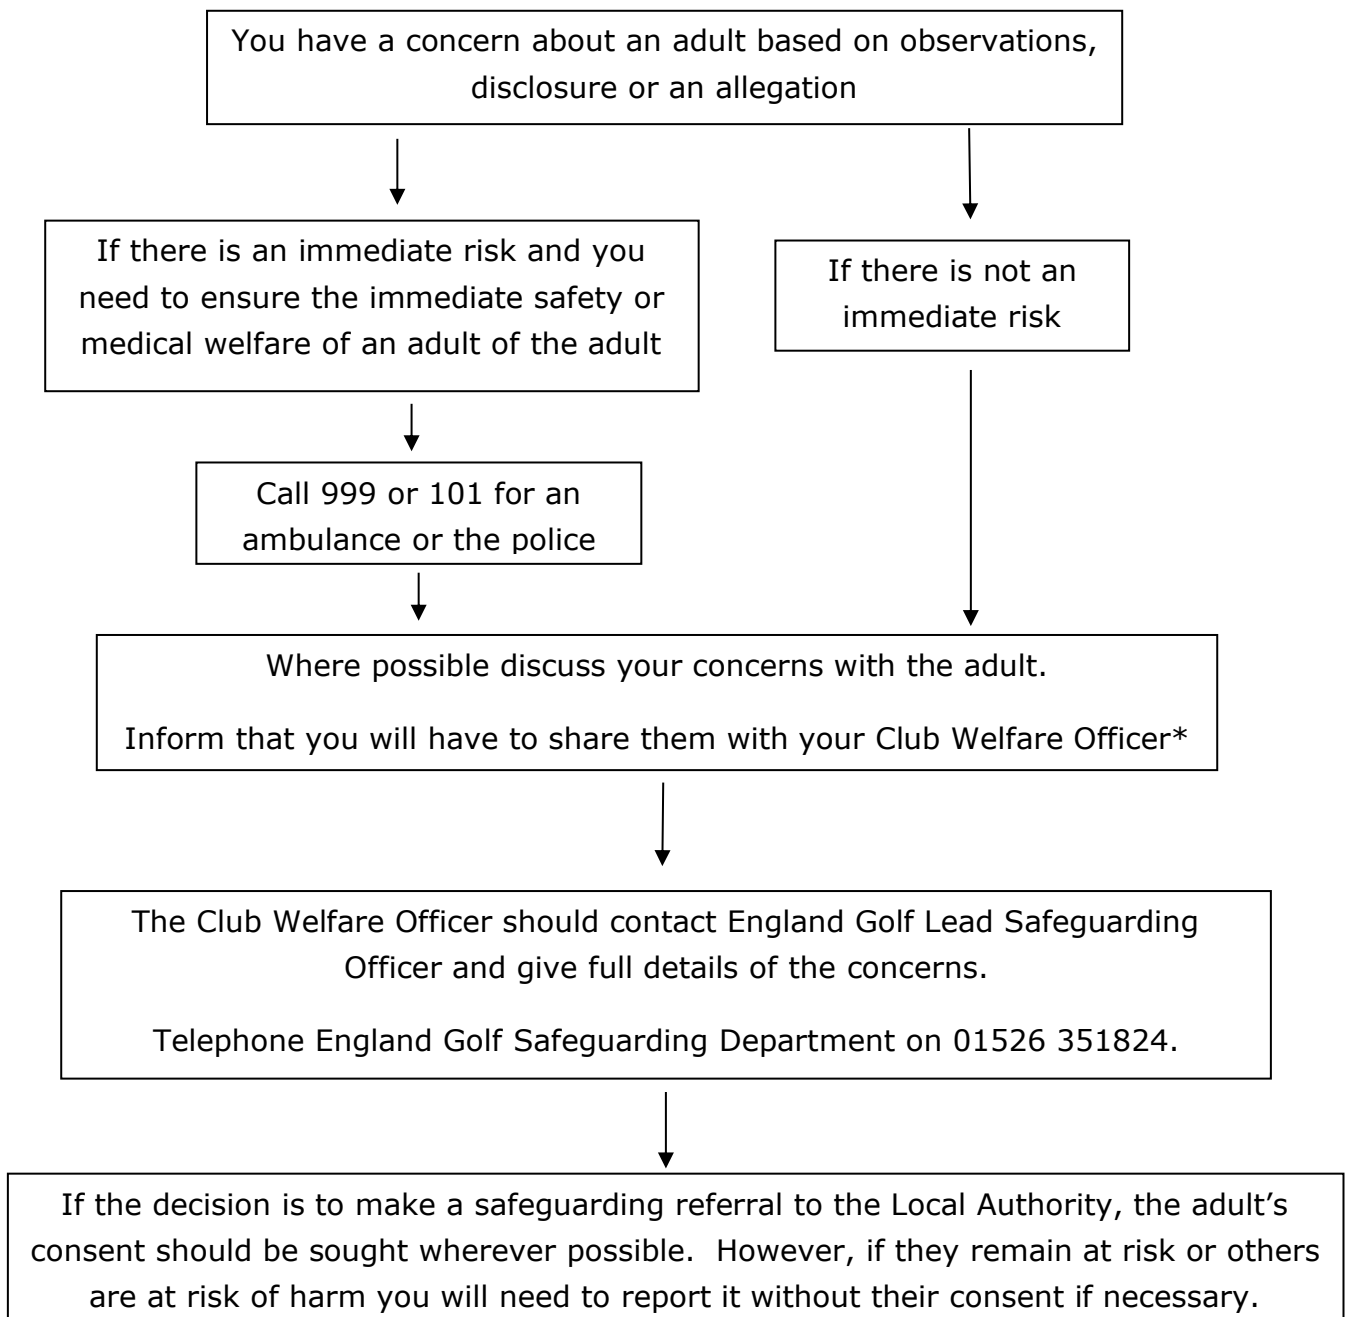 You have a concern about an adult based on observations,
disclosure or an allegation
If there is an immediate risk and you
need to ensure the immediate safety or
medical welfare of an adult of the adult
If there is not an
immediate risk
Call 999 or 101 for an
ambulance or the police
Where possible discuss your concerns with the adult.
Inform that you will have to share them with your Club Welfare Officer*
The Club Welfare Officer should contact England Golf Lead Safeguarding
Officer and give full details of the concerns.
Telephone England Golf Safeguarding Department on 01526 351824.
If the decision is to make a safeguarding referral to the Local Authority, the adult’s
consent should be sought wherever possible.  However, if they remain at risk or others
are at risk of harm you will need to report it without their consent if necessary.